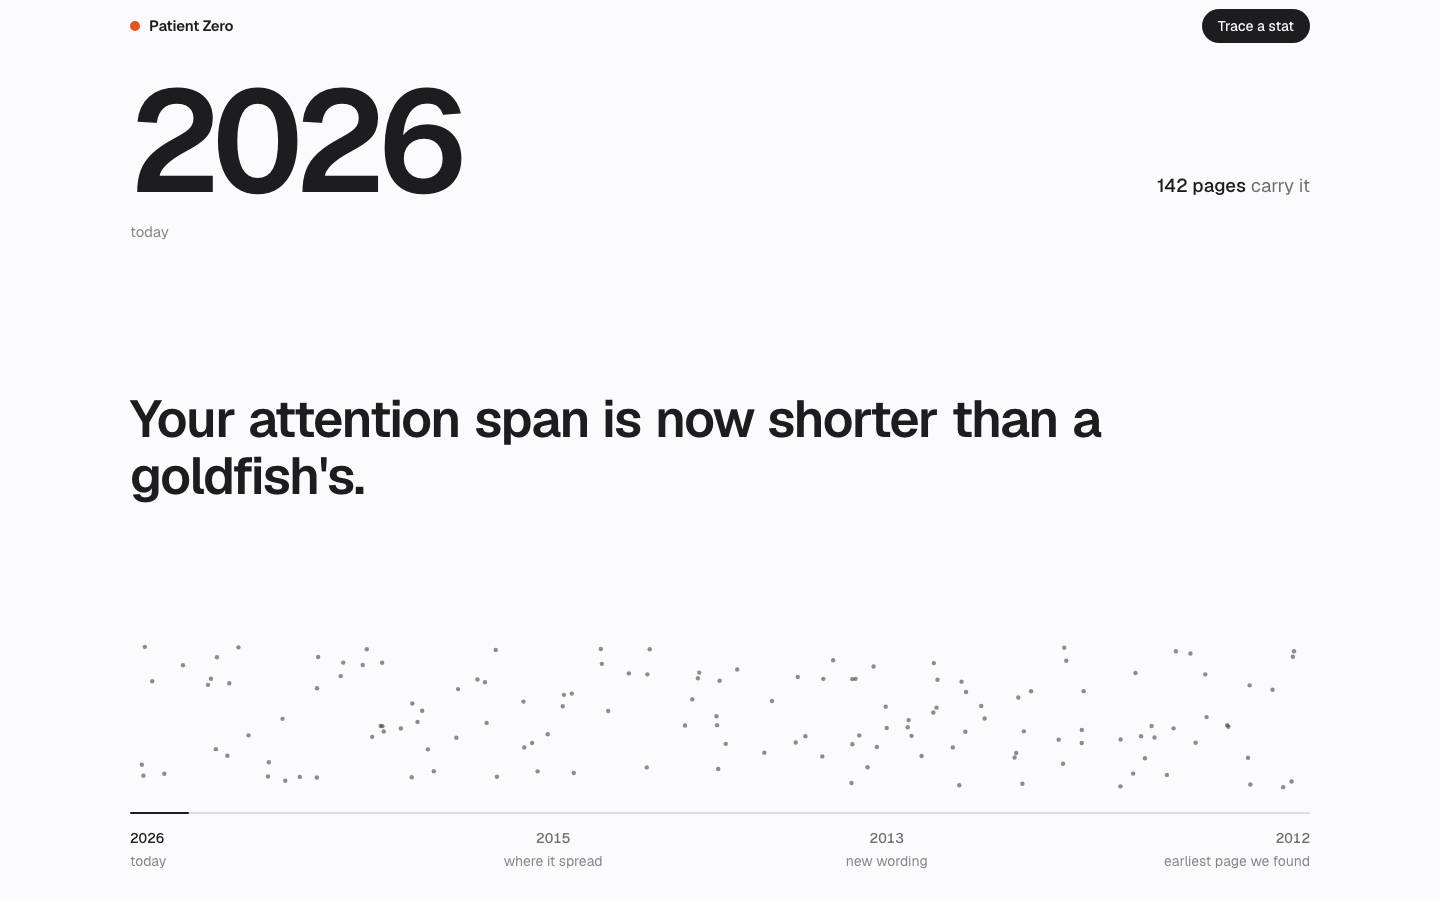 Patient Zero
Trace a stat
2026
142 pages carry it
today
Your attention span is now shorter than a
goldfish's.
2026
2015
2013
2012
today
where it spread
new wording
earliest page we found